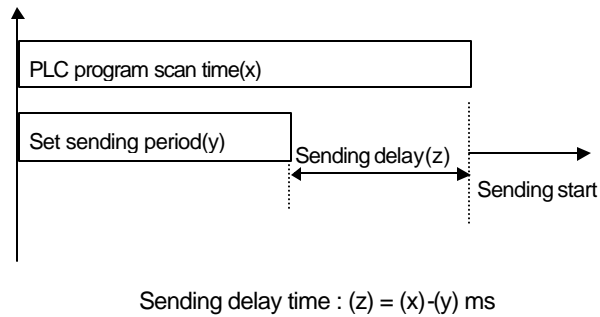 PLC program scan time(x)
Set sending period(y)
Sending delay(z)
Sending start
Sending delay time : (z) = (x)-(y) ms